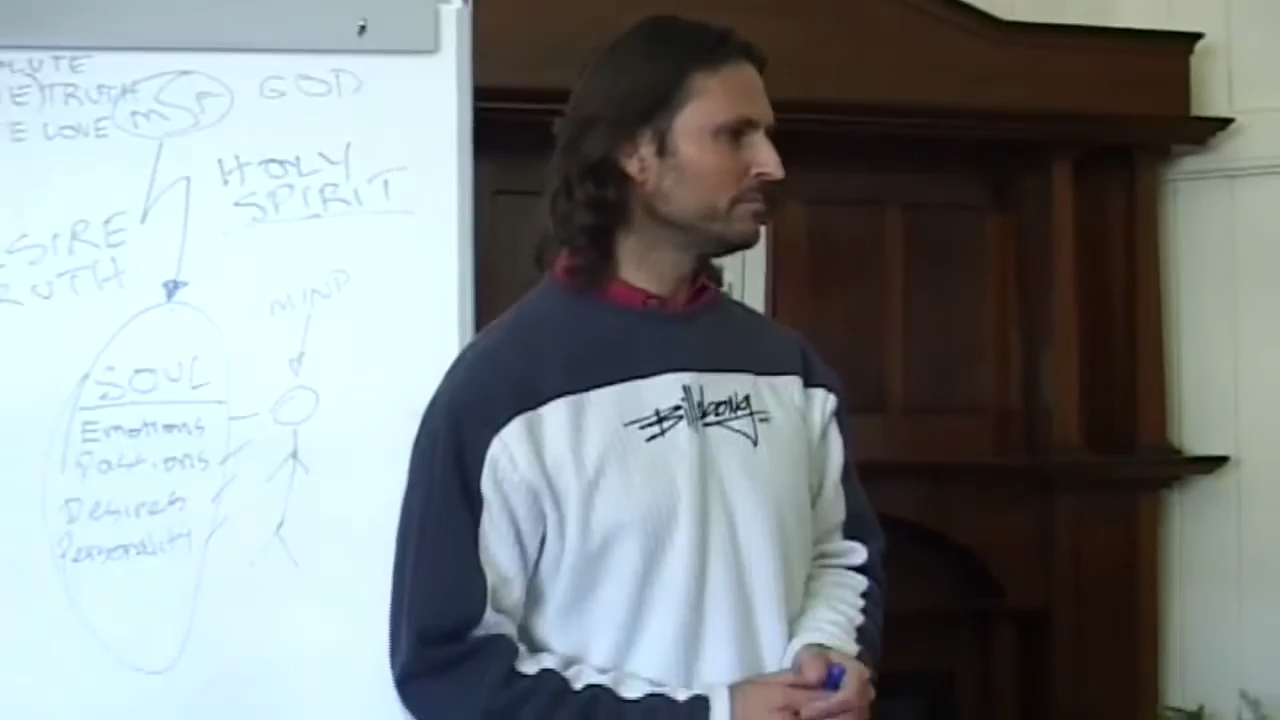 LUTE
E) TRUTH
E LOVE
m
GOD
HOLY
SPIRIT
SIRE
RUTH
MIND
SOUL
Emotions
Passions
Desires
Personality
Billabong